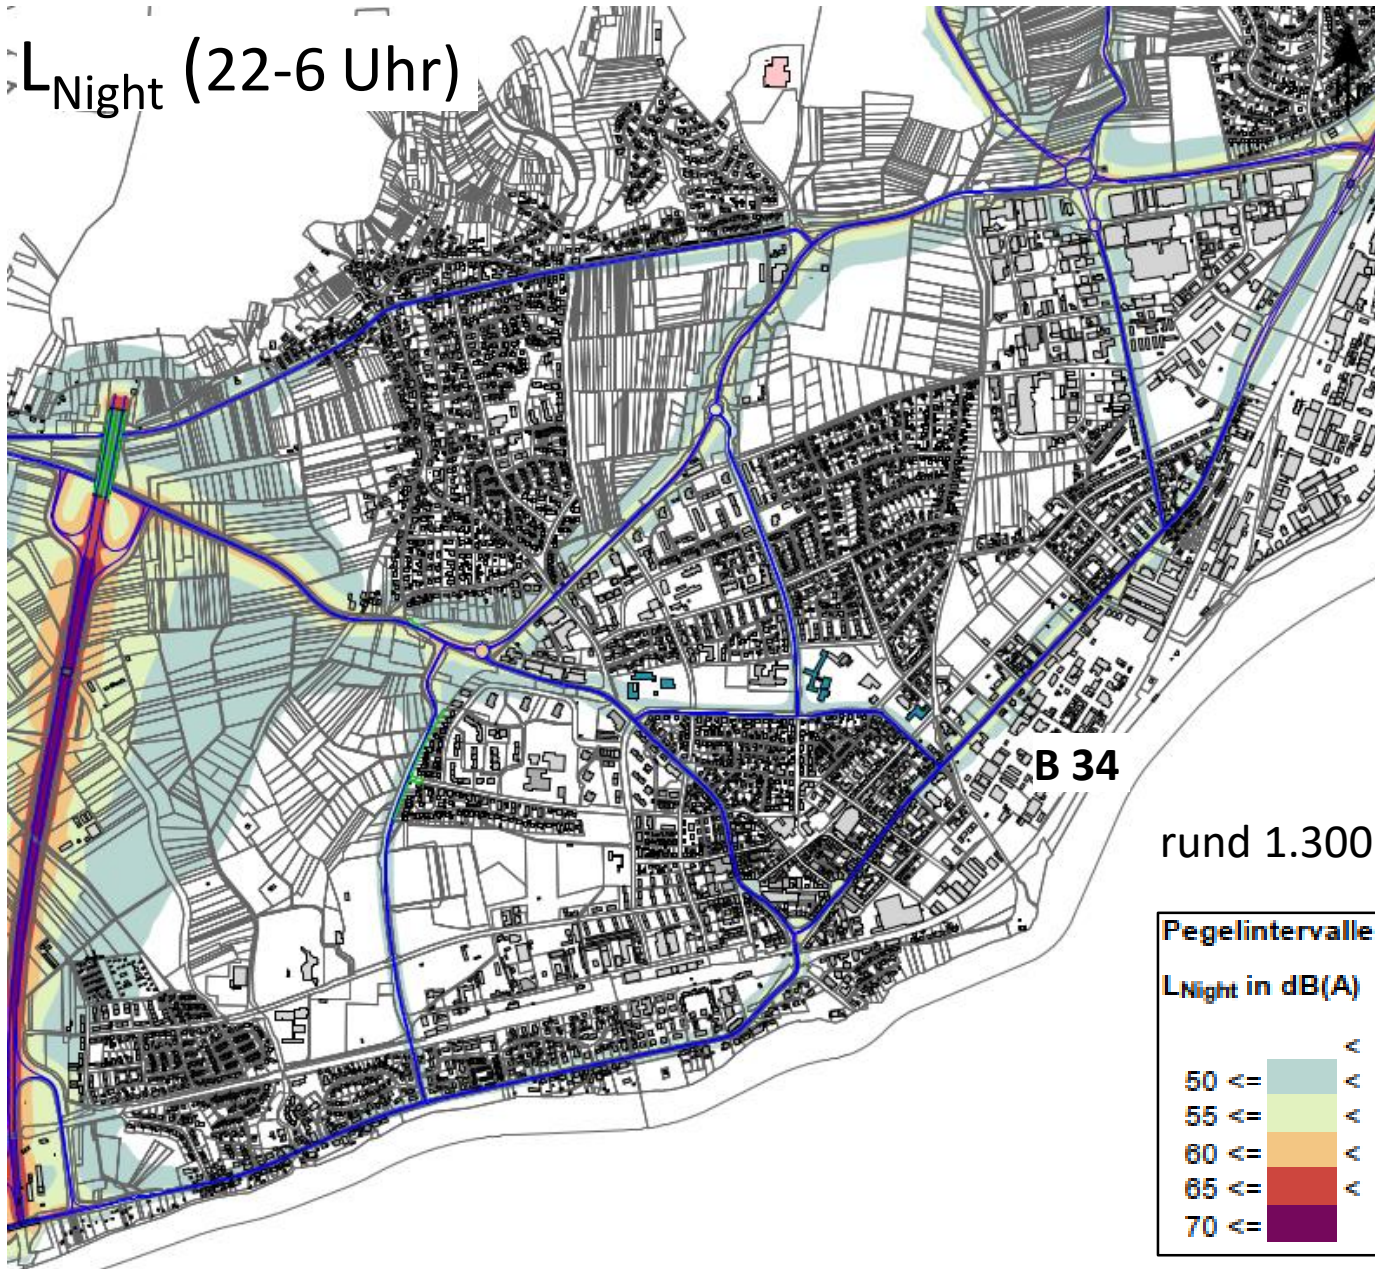 LNight (22-6 Uhr)
B 34
rund 1.300
Pegelintervalle
LNight in dB(A)
<
50 <= <
55 <= <
60 <= <
65 <= <
70 <=